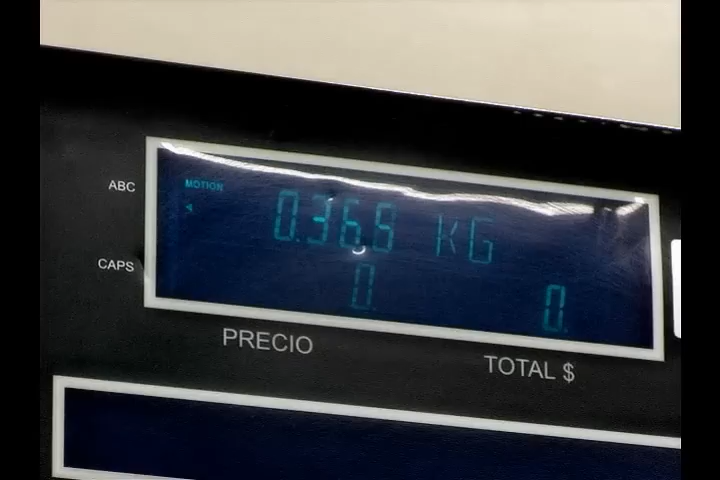 ABC
MOTION
0.368 KG
CAPS
0. 0.
PRECIO
TOTAL $